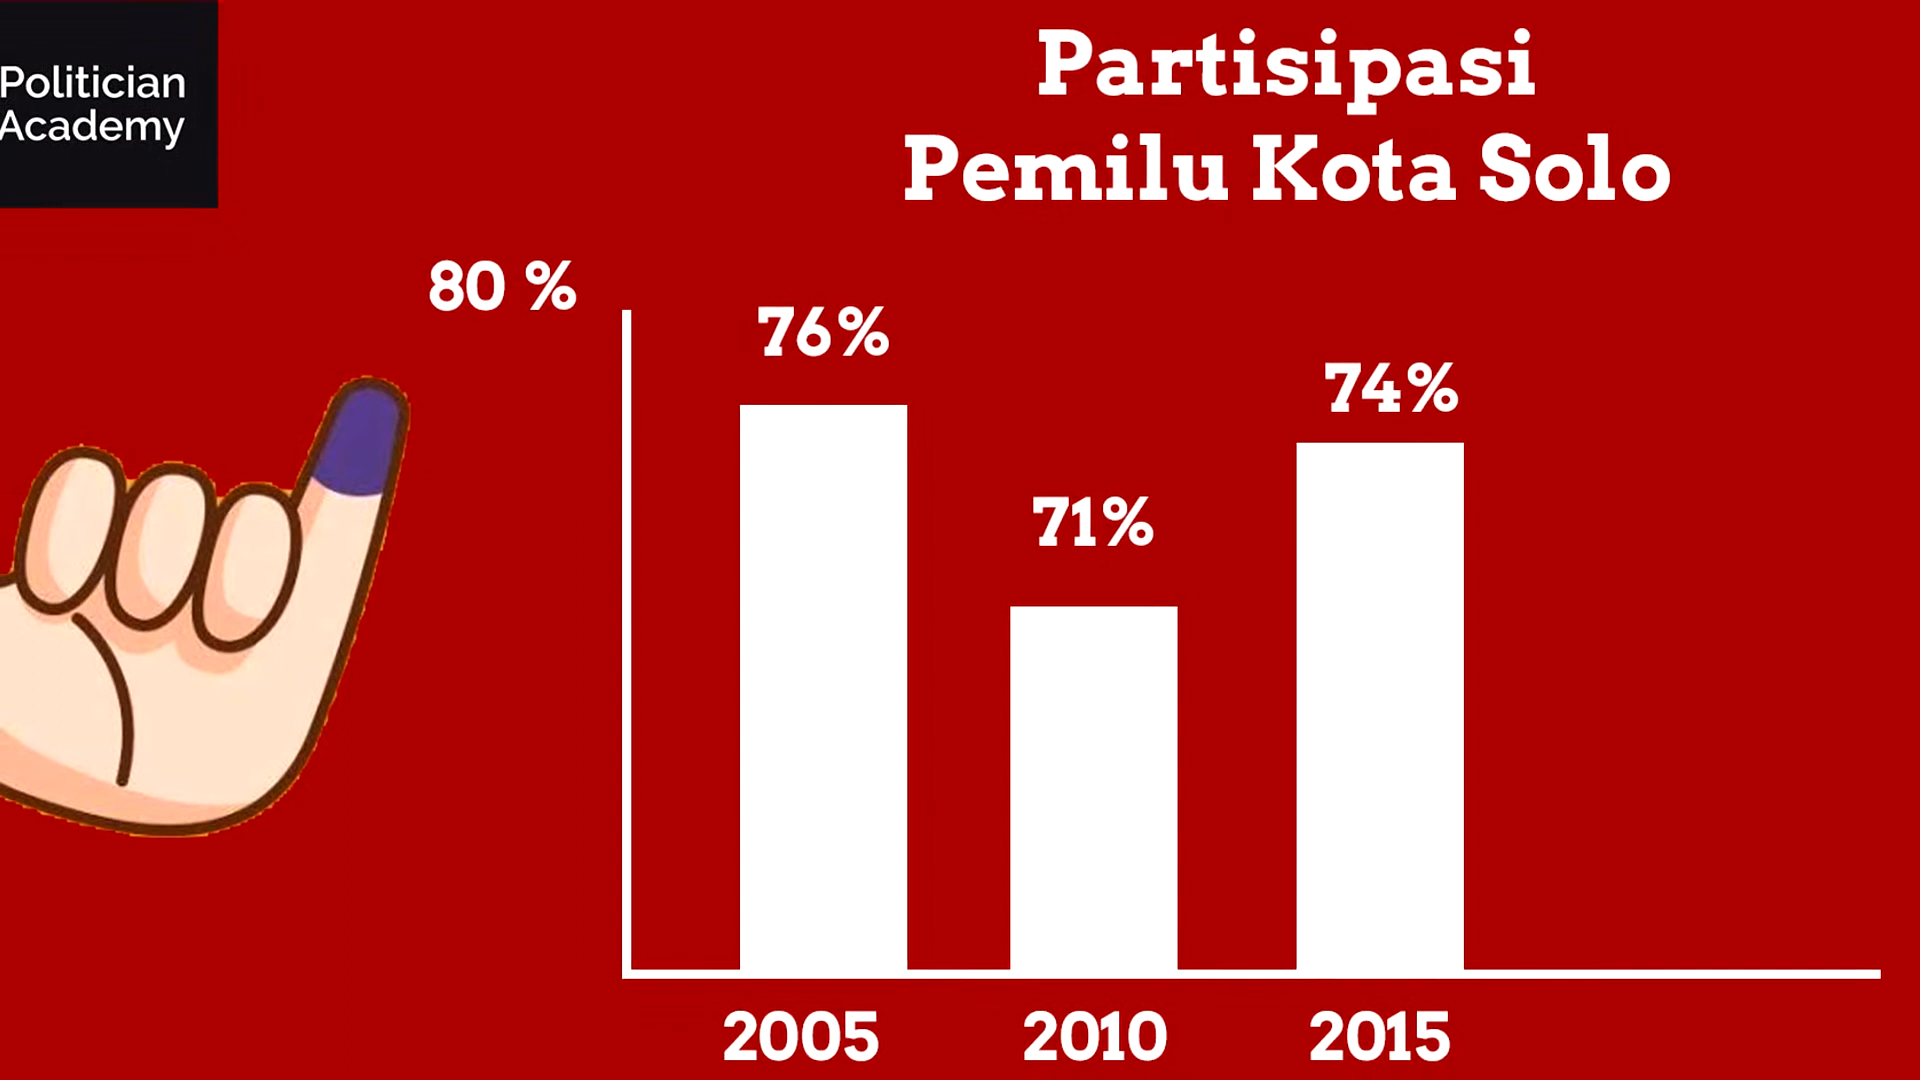 Politician
Academy
Partisipasi
Pemilu Kota Solo
80 %
76%
71%
74%
2005
2010
2015